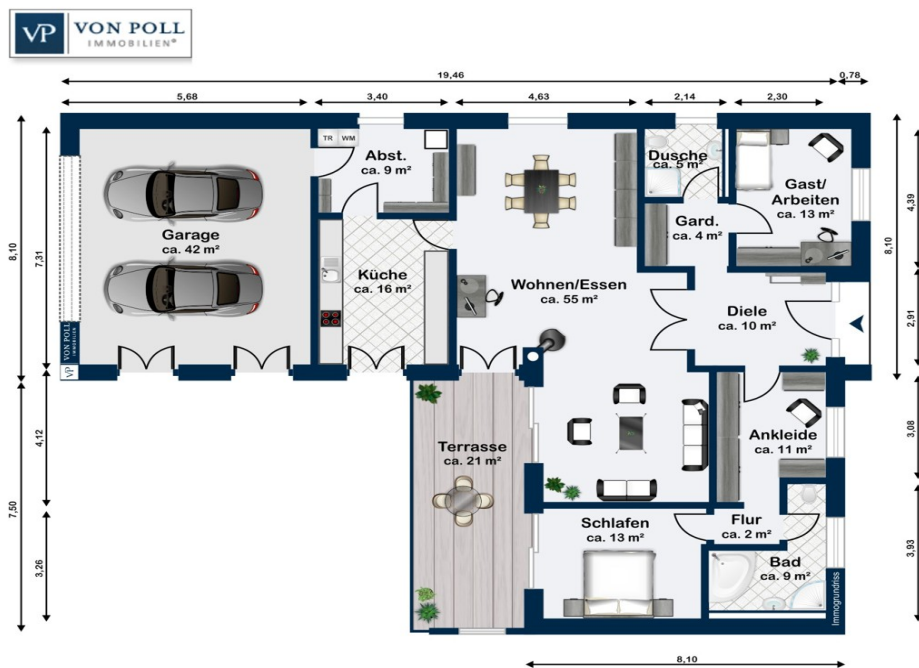 VP VON POLL
IMMOBILIEN®
19,46
0,78
5,68
3,40
4,63
2,14
2,30
TR WM
Abst.
ca. 9 m²
Dusche
ca. 5 m²
Gast/
Arbeiten
ca. 13 m²
4,39
8,10
7,31
8,10
Garage
ca. 42 m²
Gard.
ca. 4 m²
Küche
ca. 16 m²
Wohnen/Essen
ca. 55 m²
Diele
ca. 10 m²
2,91
VON POLL
IMMOBILIEN
VP
Terrasse
ca. 21 m²
Ankleide
ca. 11 m²
3,08
4,12
7,50
Schlafen
ca. 13 m²
Flur
ca. 2 m²
Bad
ca. 9 m²
3,93
3,26
Immogrundriss
8,10